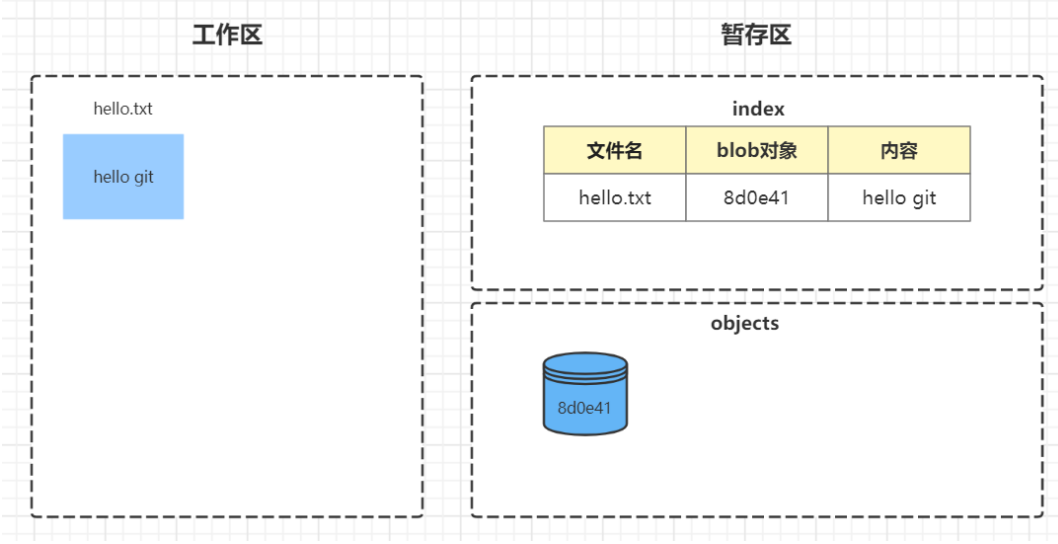 工作区
暂存区
hello.txt
hello git
index
文件名 blob对象 内容
hello.txt 8d0e41 hello git
objects
8d0e41